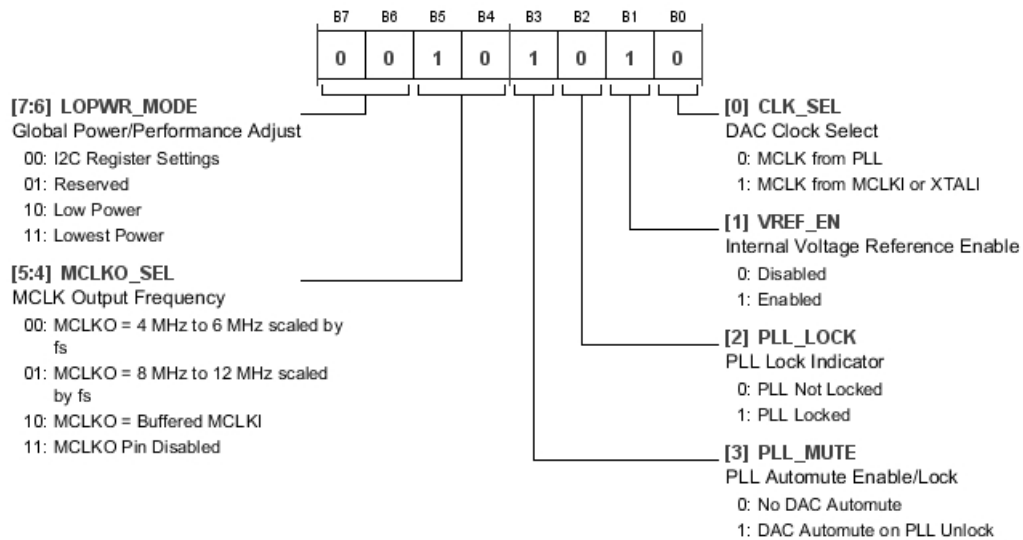 B7 B6 B5 B4 B3 B2 B1 B0
0 0 1 0 1 0 1 0
[7:6] LOPWR_MODE
Global Power/Performance Adjust
00: I2C Register Settings
01: Reserved
10: Low Power
11: Lowest Power
[5:4] MCLKO_SEL
MCLK Output Frequency
00: MCLKO = 4 MHz to 6 MHz scaled by
fs
01: MCLKO = 8 MHz to 12 MHz scaled
by fs
10: MCLKO = Buffered MCLKI
11: MCLKO Pin Disabled
[0] CLK_SEL
DAC Clock Select
0: MCLK from PLL
1: MCLK from MCLKI or XTALI
[1] VREF_EN
Internal Voltage Reference Enable
0: Disabled
1: Enabled
[2] PLL_LOCK
PLL Lock Indicator
0: PLL Not Locked
1: PLL Locked
[3] PLL_MUTE
PLL Automute Enable/Lock
0: No DAC Automute
1: DAC Automute on PLL Unlock